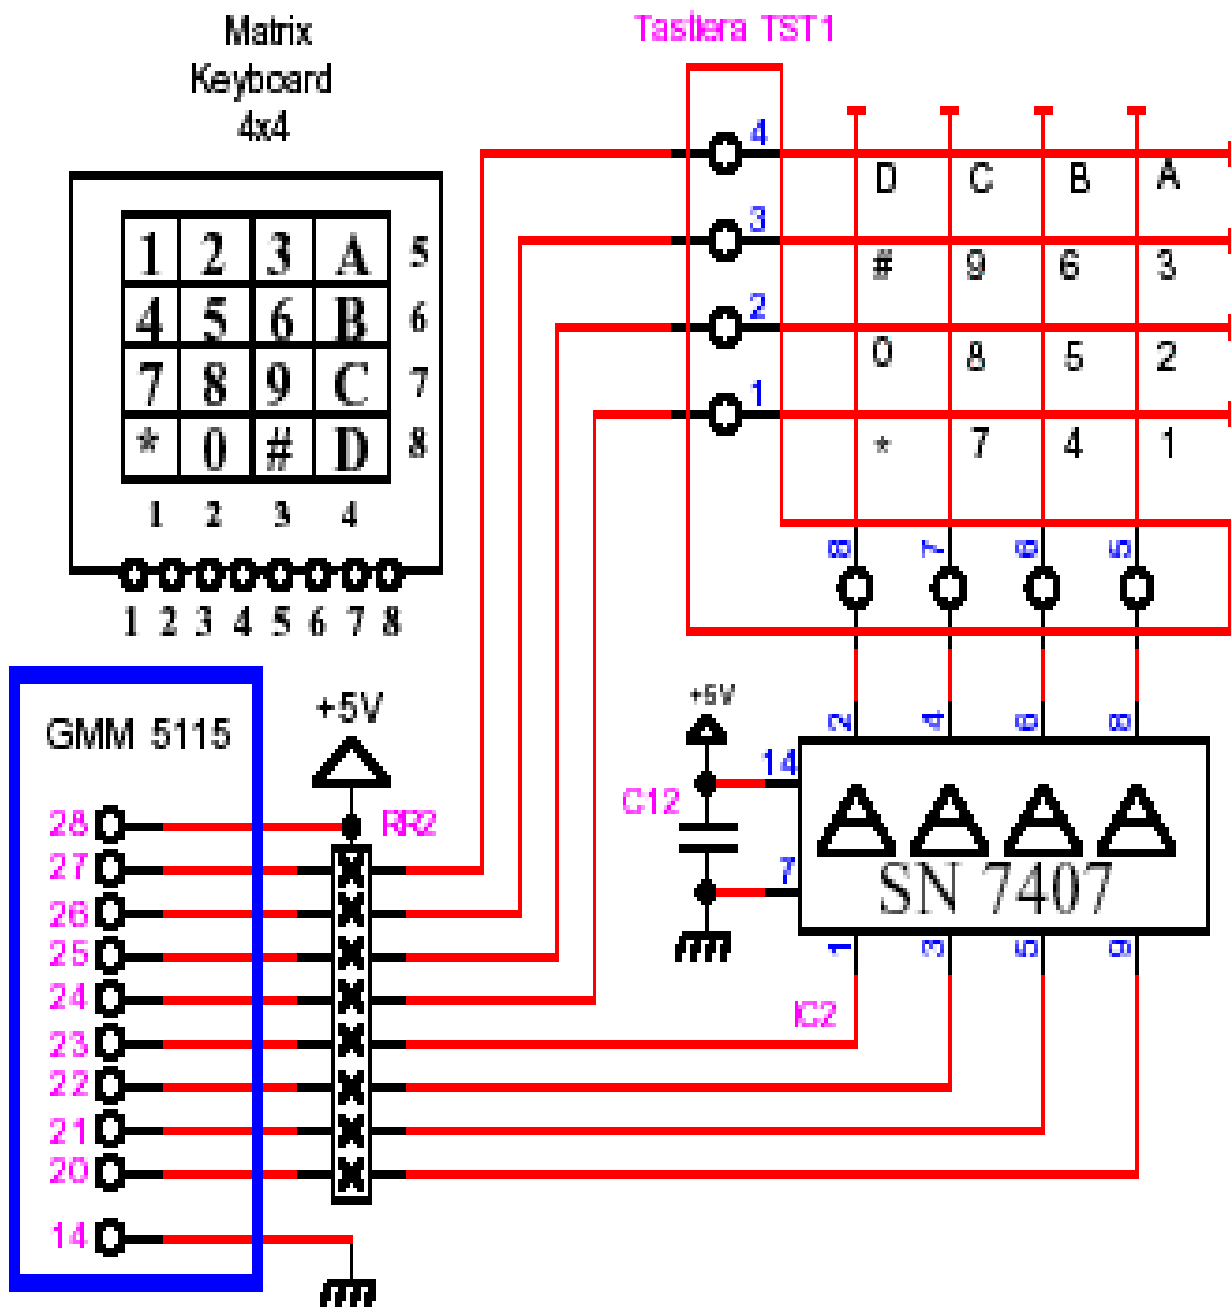 Matrix
Keyboard
4x4
1 2 3 A 5
4 5 6 B 6
7 8 9 C 7
* 0 # D 8
1 2 3 4
1 2 3 4 5 6 7 8
Tastiera TST1
4
D C B A
3
# 9 6 3
2
0 8 5 2
1
* 7 4 1
8 7 6 5
GMM 5115
+5V
RR2
28
27
26
25
24
23
22
21
20
14
+5V
C12
14
7
2 4 6 8
SN 7407
1 3 5 9
IC2